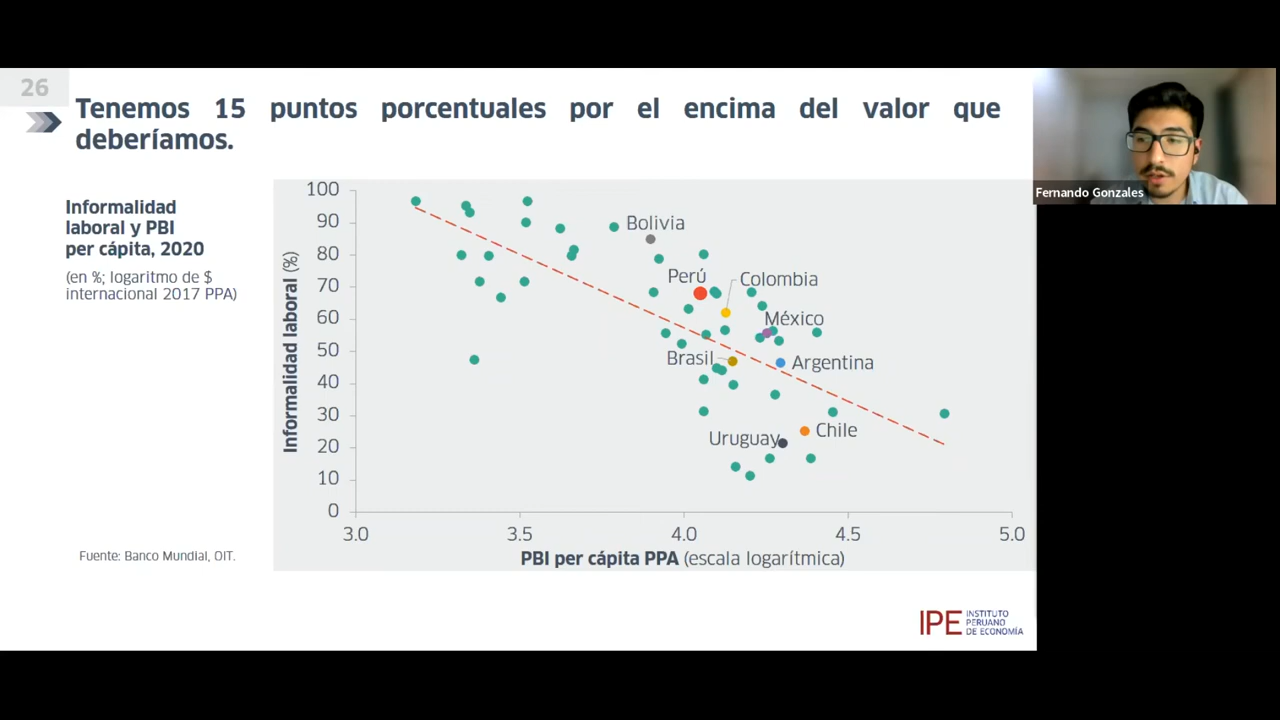 26
Tenemos 15 puntos porcentuales por el encima del valor que
deberíamos.
Fernando Gonzales
Informalidad
laboral y PBI
per cápita, 2020
(en %; logaritmo de $
internacional 2017 PPA)
Informalidad laboral (%)
100
90
80
70
60
50
40
30
20
10
0
Bolivia
Perú
Colombia
México
Brasil
Argentina
Uruguay
Chile
3.0
3.5
4.0
4.5
5.0
PBI per cápita PPA (escala logarítmica)
Fuente: Banco Mundial, OIT.
IPE
INSTITUTO
PERUANO
DE ECONOMÍA